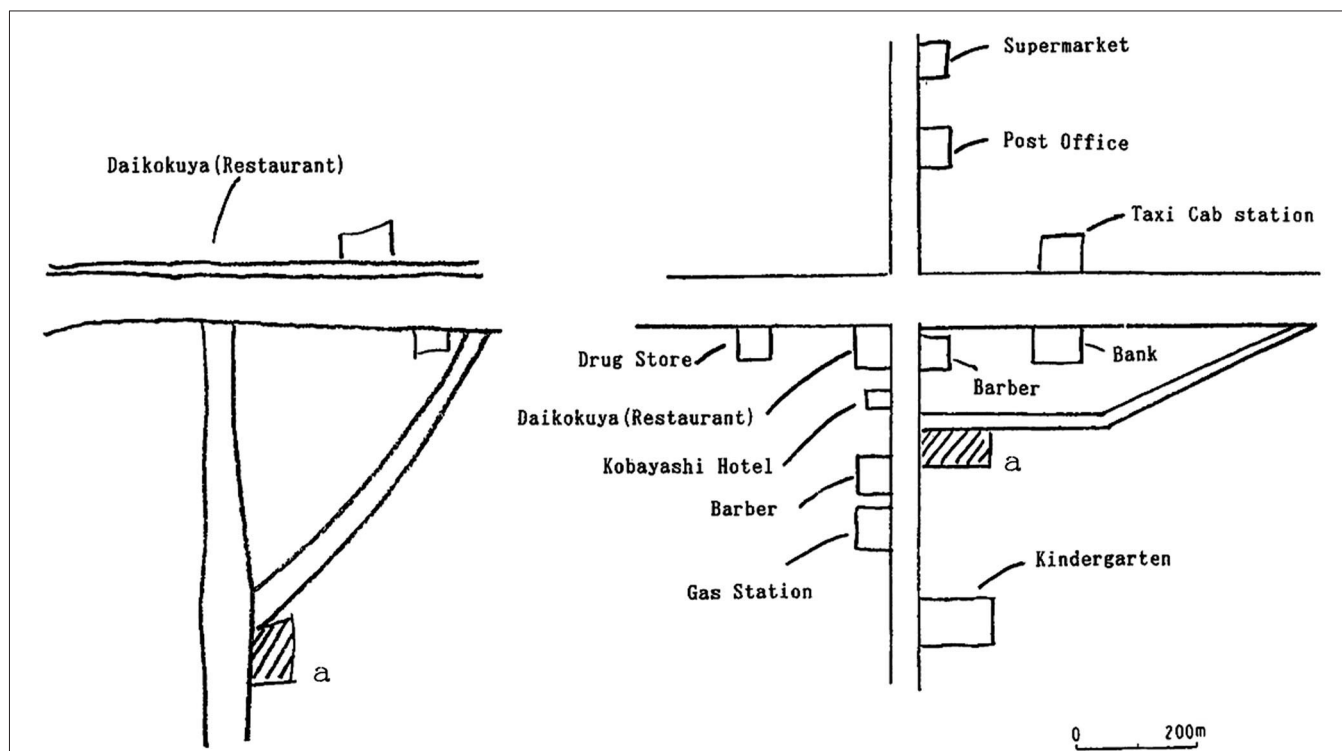 Daikokuya(Restaurant)
a
Supermarket
Post Office
Taxi Cab station
Drug Store
Bank
Barber
Daikokuya(Restaurant)
Kobayashi Hotel
a
Barber
Gas Station
Kindergarten
0 200m